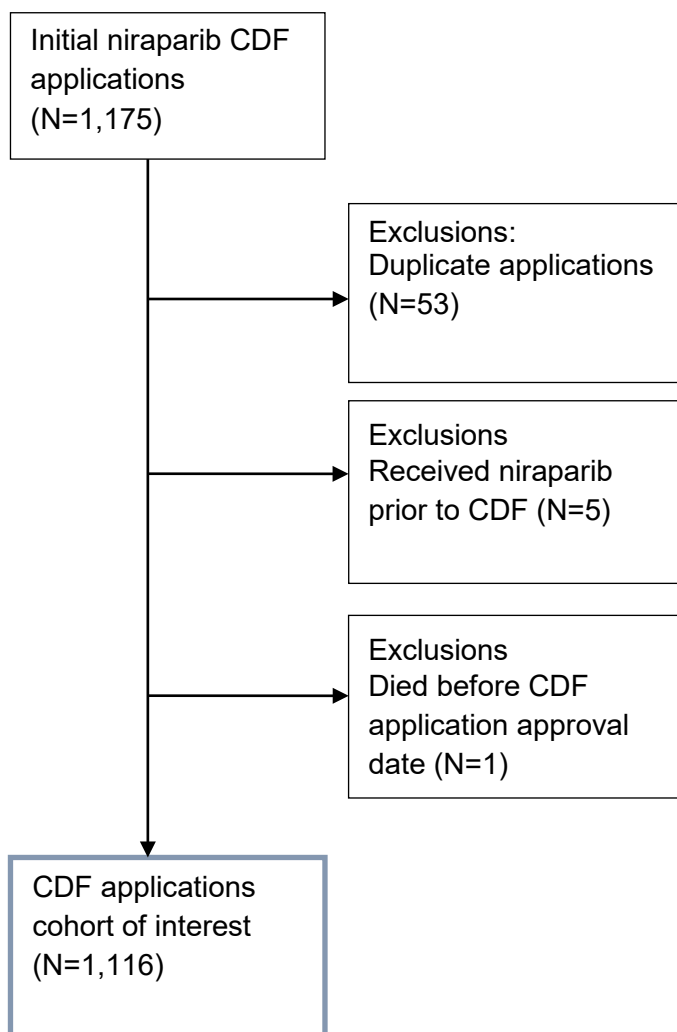 Initial niraparib CDF
applications
(N=1,175)
Exclusions:
Duplicate applications
(N=53)
Exclusions
Received niraparib
prior to CDF (N=5)
Exclusions
Died before CDF
application approval
date (N=1)
CDF applications
cohort of interest
(N=1,116)